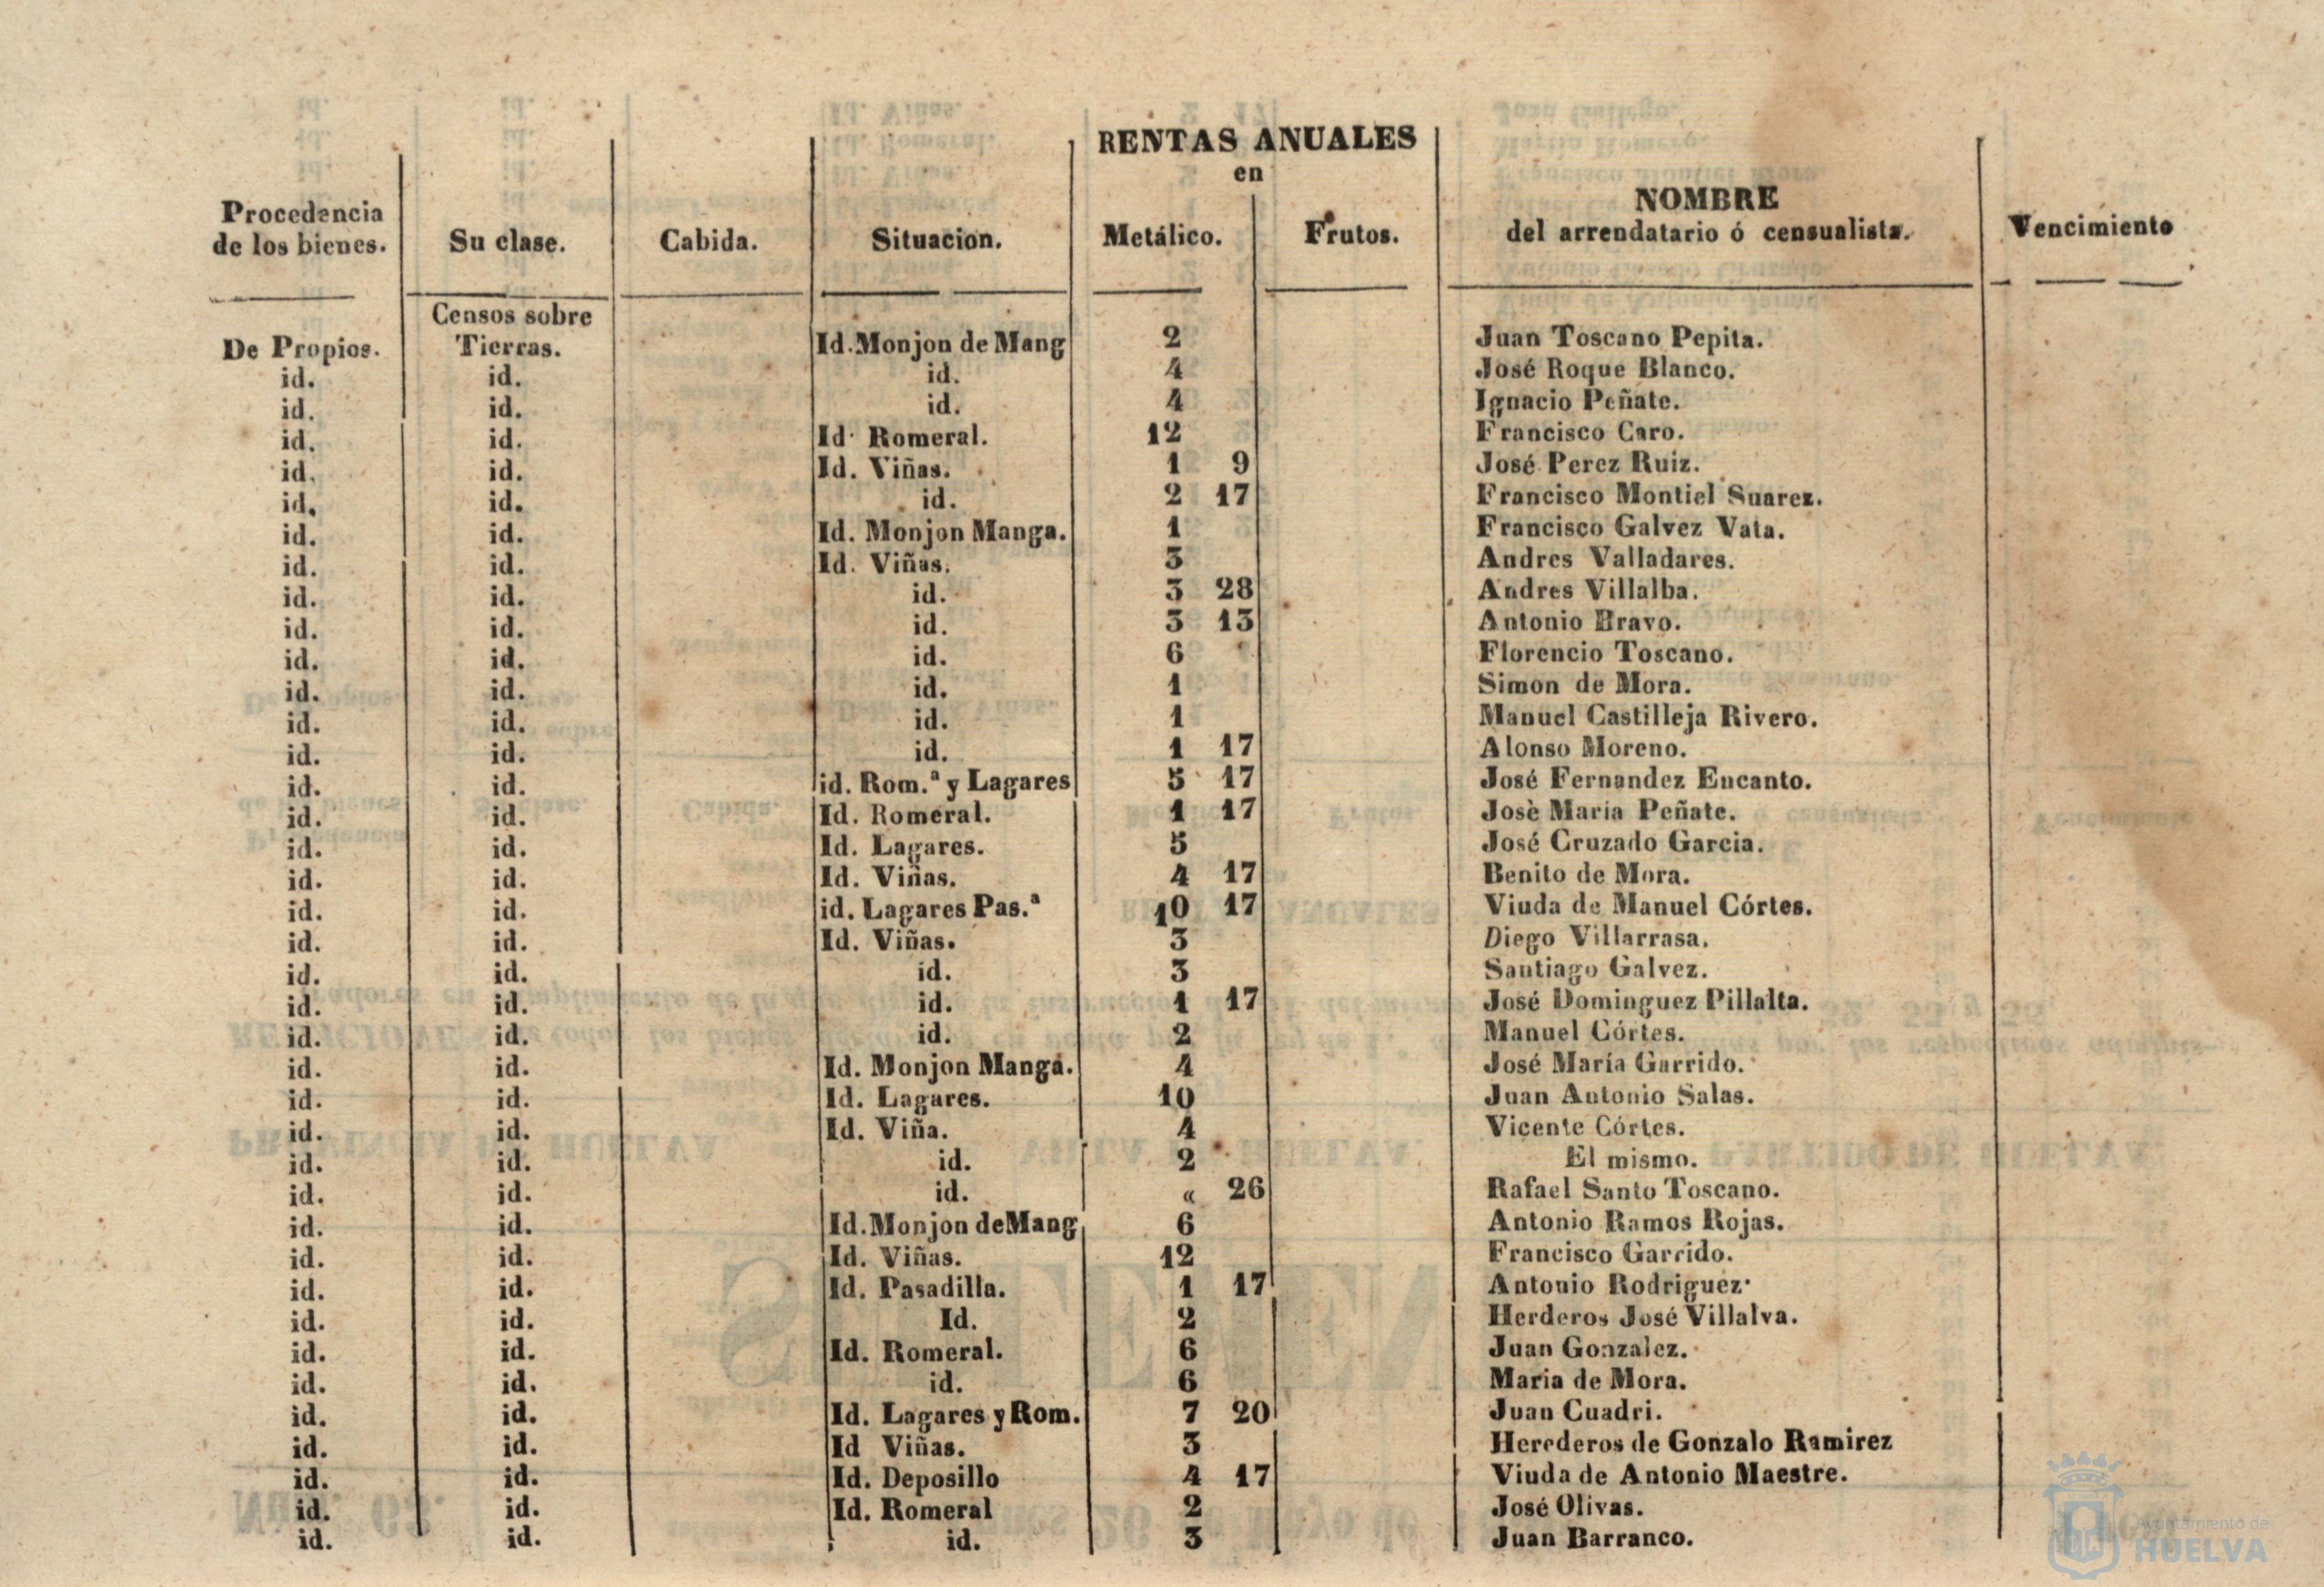 RENTAS ANUALES
en
Procedencia de los bienes. Su clase. Cabida. Situacion. Metálico. Frutos. NOMBRE del arrendatario ó censualista. Vencimiento
Censos sobre
De Propios. Tierras. Id. Monjon de Mang 2 Juan Toscano Pepita.
id. id. id. 4 José Roque Blanco.
id. id. id. 4 Ignacio Peñate.
id. id. Id. Romeral. 12 Francisco Caro.
id. id. Id. Viñas. 1 9 José Perez Ruiz.
id. id. id. 2 17 Francisco Montiel Suarez.
id. id. Id. Monjon Manga. 1 Francisco Galvez Vata.
id. id. Id. Viñas. 3 Andres Valladares.
id. id. id. 3 28 Andres Villalba.
id. id. id. 3 13 Antonio Bravo.
id. id. id. 6 Florencio Toscano.
id. id. id. 1 Simon de Mora.
id. id. id. 1 Manuel Castilleja Rivero.
id. id. id. 1 17 Alonso Moreno.
id. id. id. Rom.ª y Lagares 5 17 José Fernandez Encanto.
id. id. Id. Romeral. 1 17 Josè María Peñate.
id. id. Id. Lagares. 5 José Cruzado Garcia.
id. id. Id. Viñas. 4 17 Benito de Mora.
id. id. id. Lagares Pas.ª 10 17 Viuda de Manuel Córtes.
id. id. Id. Viñas. 3 Diego Villarrasa.
id. id. id. 3 Santiago Galvez.
id. id. id. 1 17 José Dominguez Pillalta.
id. id. id. 2 Manuel Córtes.
id. id. Id. Monjon Manga. 4 José María Garrido.
id. id. Id. Lagares. 10 Juan Antonio Salas.
id. id. Id. Viña. 4 Vicente Córtes.
id. id. id. 2 El mismo.
id. id. id. « 26 Rafael Santo Toscano.
id. id. Id. Monjon deMang 6 Antonio Ramos Rojas.
id. id. Id. Viñas. 12 Francisco Garrido.
id. id. Id. Pasadilla. 1 17 Antonio Rodriguez.
id. id. Id. 2 Herderos José Villalva.
id. id. Id. Romeral. 6 Juan Gonzalez.
id. id. id. 6 Maria de Mora.
id. id. Id. Lagares y Rom. 7 20 Juan Cuadri.
id. id. Id Viñas. 3 Herederos de Gonzalo Ramirez
id. id. Id. Deposillo 4 17 Viuda de Antonio Maestre.
id. id. Id. Romeral 2 José Olivas.
id. id. id. 3 Juan Barranco.
Ayuntamiento de
HUELVA